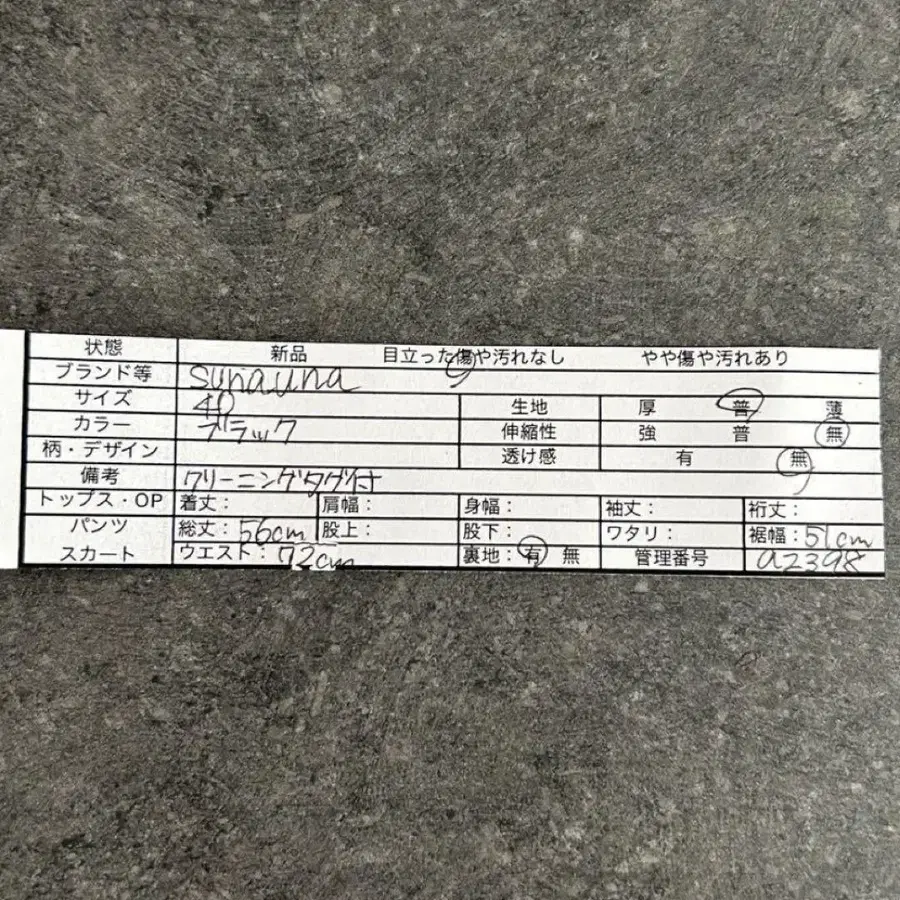 状態 新品 目立った傷や汚れなし やや傷や汚れあり
ブランド等 sunauna
サイズ 40 生地 厚 普 薄
カラー ブラック 伸縮性 強 普 無
柄・デザイン 透け感 有 無
備考 クリーニングタグ付
トップス・OP 着丈： 肩幅： 身幅： 袖丈： 裄丈：
パンツ 総丈：56cm 股上： 股下： ワタリ： 裾幅：51cm
スカート ウエスト：72cm 裏地：有 無 管理番号 a2398